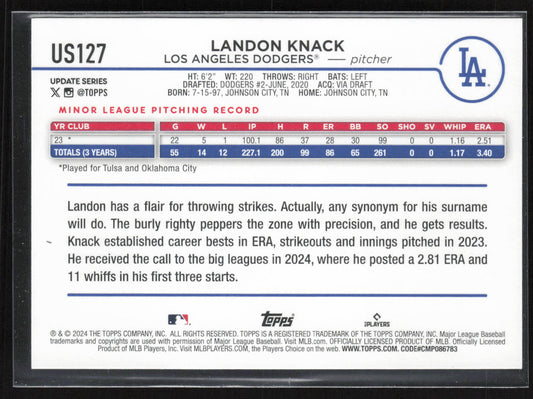 US127
LANDON KNACK
LOS ANGELES DODGERS® — pitcher
LA
UPDATE SERIES
X @TOPPS
HT: 6'2" WT: 220 THROWS: RIGHT BATS: LEFT
DRAFTED: DODGERS #2-JUNE, 2020 ACQ: VIA DRAFT
BORN: 7-15-97, JOHNSON CITY, TN HOME: JOHNSON CITY, TN
MINOR LEAGUE PITCHING RECORD
YR CLUB G W L IP H R ER BB SO SHO SV WHIP ERA
23 * 22 5 1 100.1 86 37 28 30 99 0 0 1.16 2.51
TOTALS (3 YEARS) 55 14 12 227.1 200 99 86 65 261 0 0 1.17 3.40
*Played for Tulsa and Oklahoma City
Landon has a flair for throwing strikes. Actually, any synonym for his surname
will do. The burly righty peppers the zone with precision, and he gets results.
Knack established career bests in ERA, strikeouts and innings pitched in 2023.
He received the call to the big leagues in 2024, where he posted a 2.81 ERA and
11 whiffs in his first three starts.
topps
PLAYERS
® & © 2024 THE TOPPS COMPANY, INC. ALL RIGHTS RESERVED. TOPPS IS A REGISTERED TRADEMARK OF THE TOPPS COMPANY, INC. Major League Baseball
trademarks and copyrights are used with permission of Major League Baseball. Visit MLB.com. OFFICIALLY LICENSED PRODUCT OF MLB. Officially Licensed
Product of MLB Players, Inc. Visit MLBPLAYERS.COM, the Players Choice on the web. WWW.TOPPS.COM. CODE#CMP086783